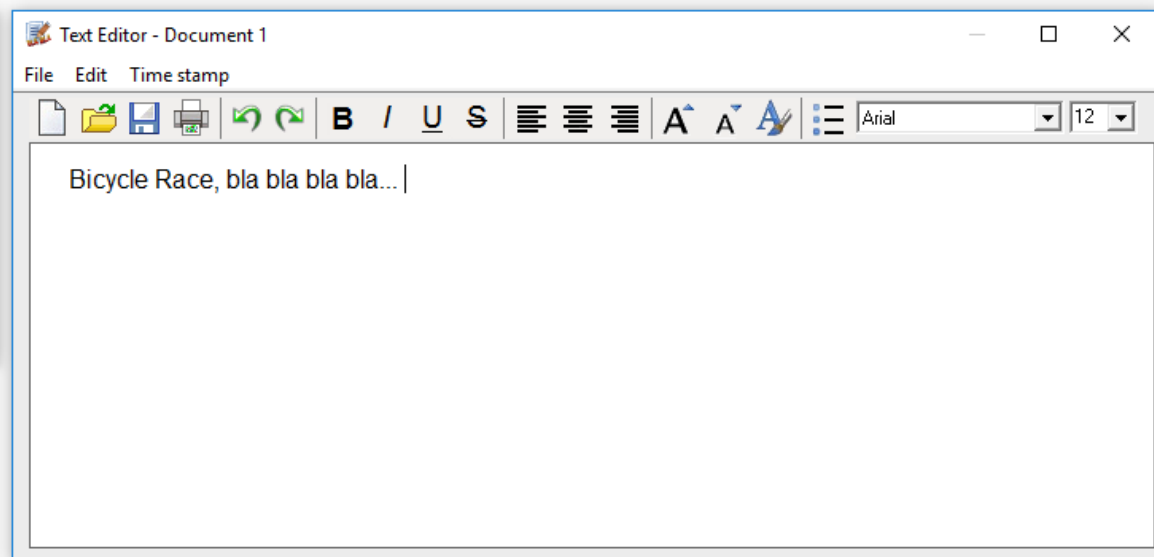 Text Editor - Document 1
File Edit Time stamp
B I U S A A A Arial 12
Bicycle Race, bla bla bla bla...